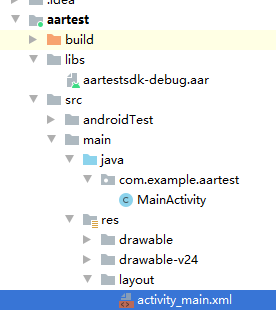 .idea
aartest
build
libs
aartestsdk-debug.aar
src
androidTest
main
java
com.example.aartest
MainActivity
res
drawable
drawable-v24
layout
activity_main.xml